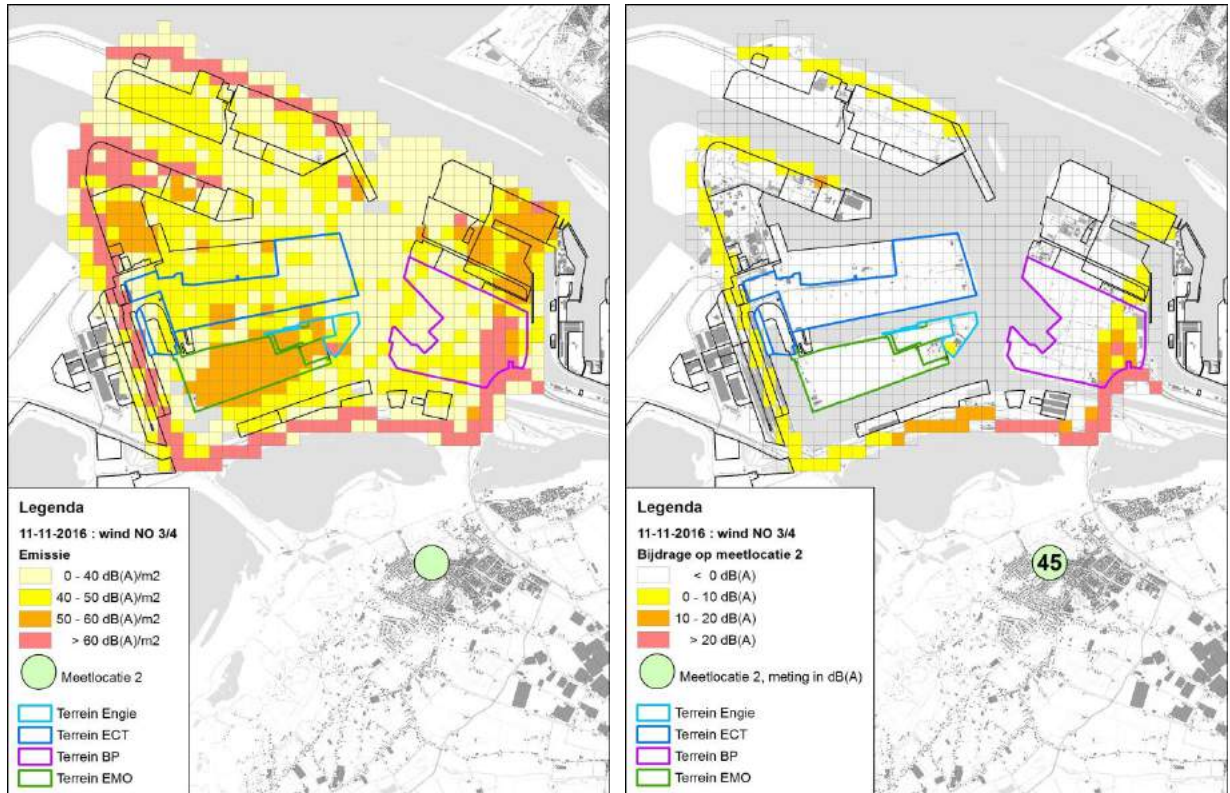 Legenda
11-11-2016 : wind NO 3/4
Emissie
0 - 40 dB(A)/m2
40 - 50 dB(A)/m2
50 - 60 dB(A)/m2
> 60 dB(A)/m2
Meetlocatie 2
Terrein Engie
Terrein ECT
Terrein BP
Terrein EMO
45
Legenda
11-11-2016 : wind NO 3/4
Bijdrage op meetlocatie 2
< 0 dB(A)
0 - 10 dB(A)
10 - 20 dB(A)
> 20 dB(A)
Meetlocatie 2, meting in dB(A)
Terrein Engie
Terrein ECT
Terrein BP
Terrein EMO